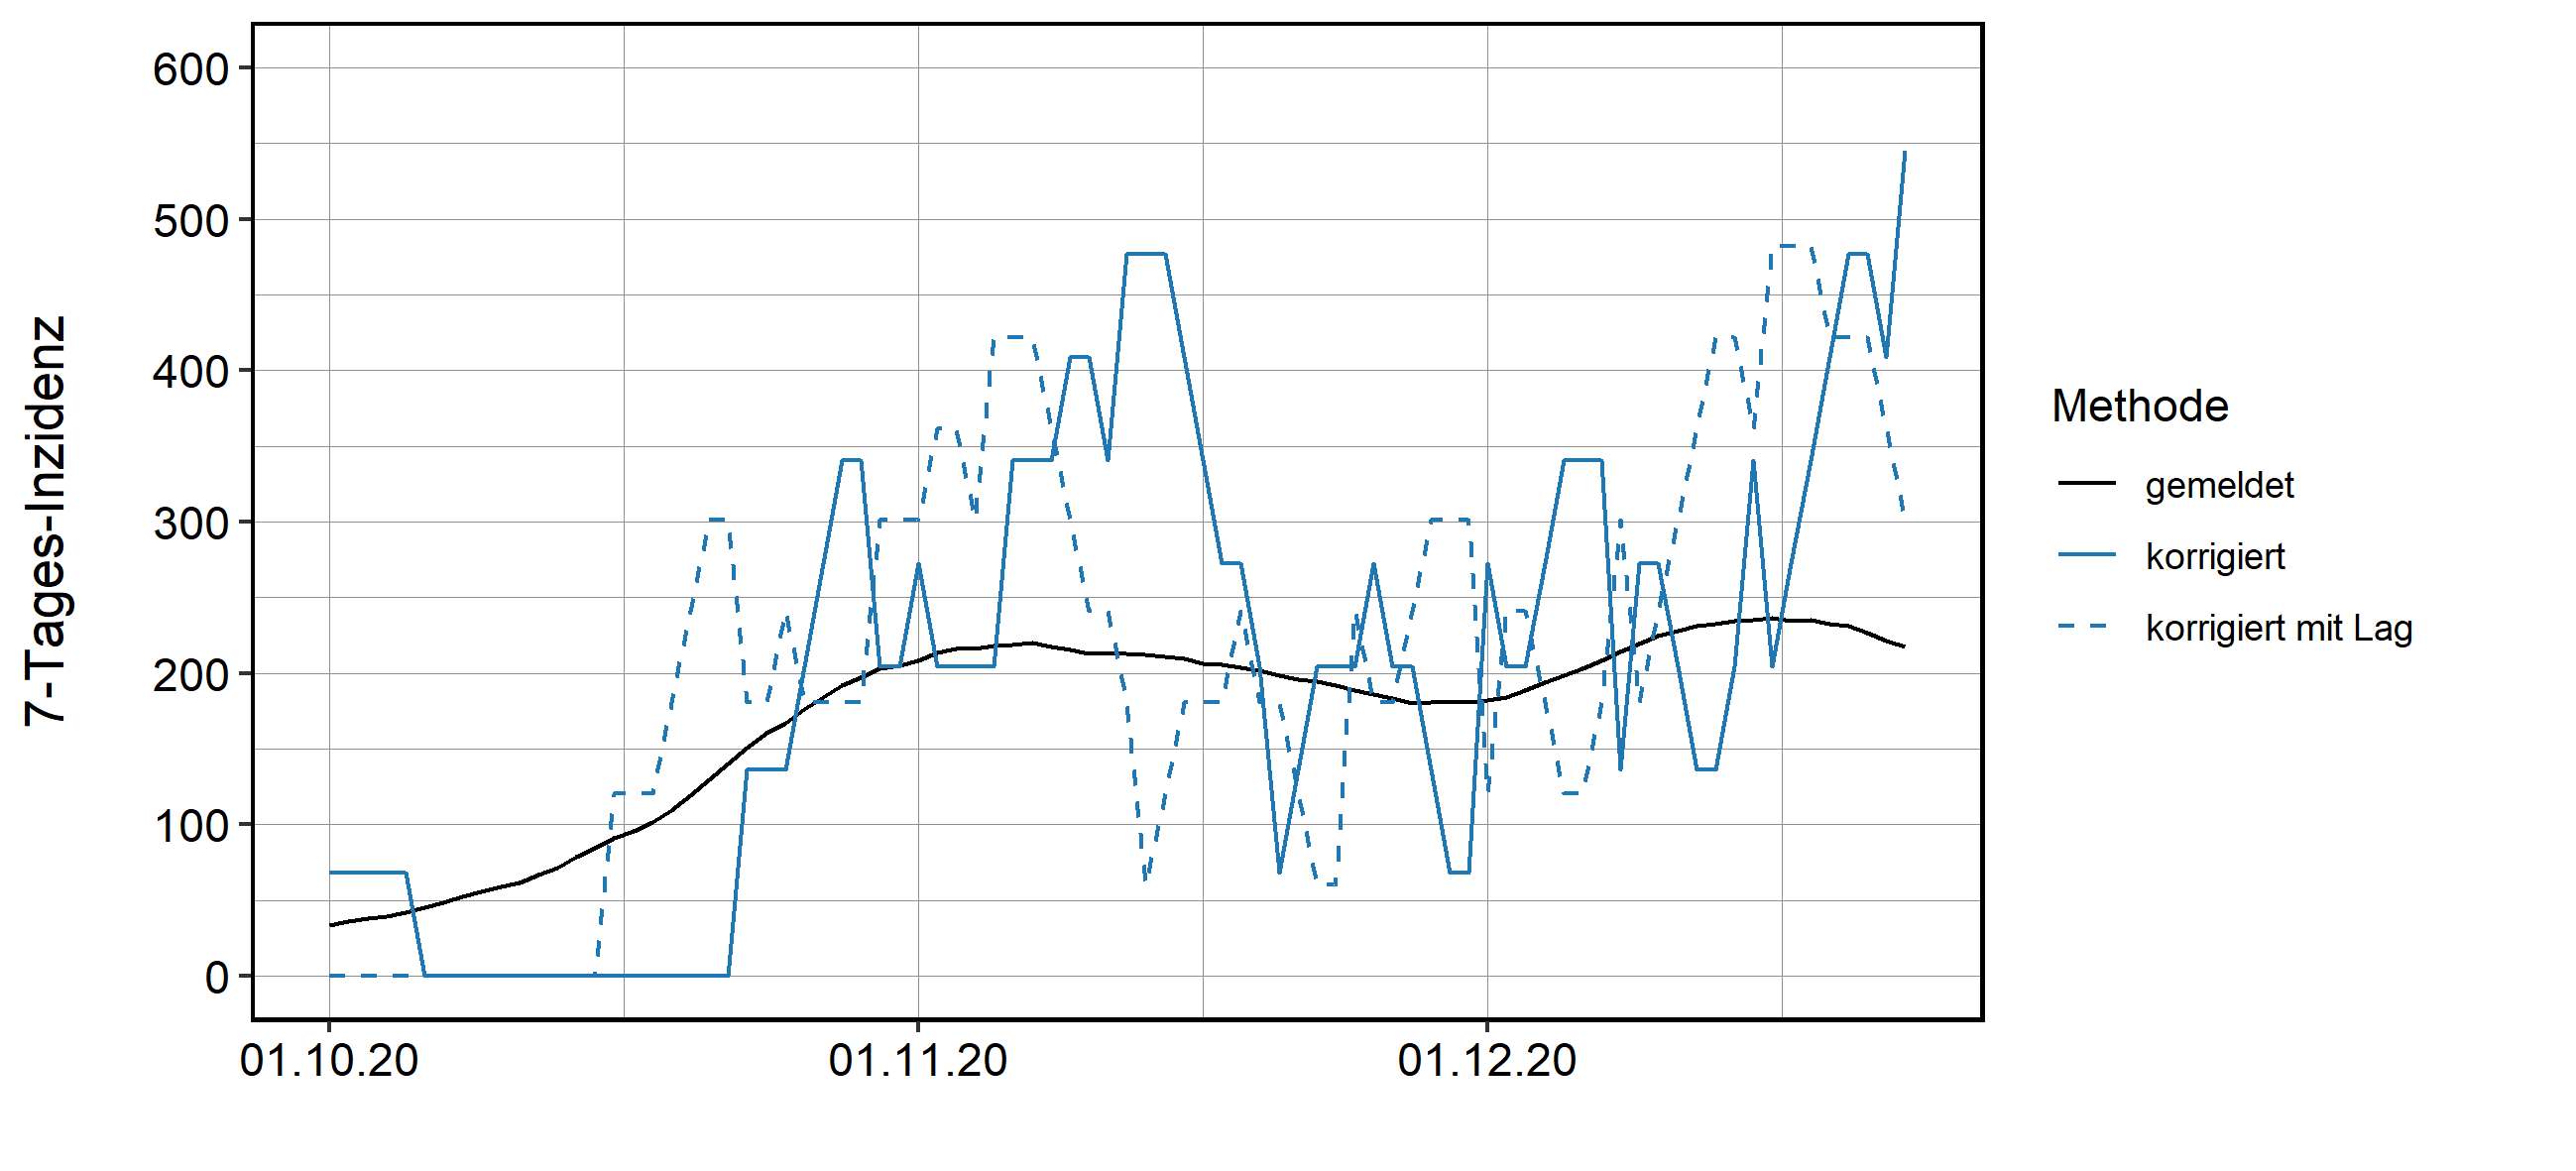 7-Tages-Inzidenz
600
500
400
300
200
100
0
01.10.20
01.11.20
01.12.20
Methode
gemeldet
korrigiert
korrigiert mit Lag